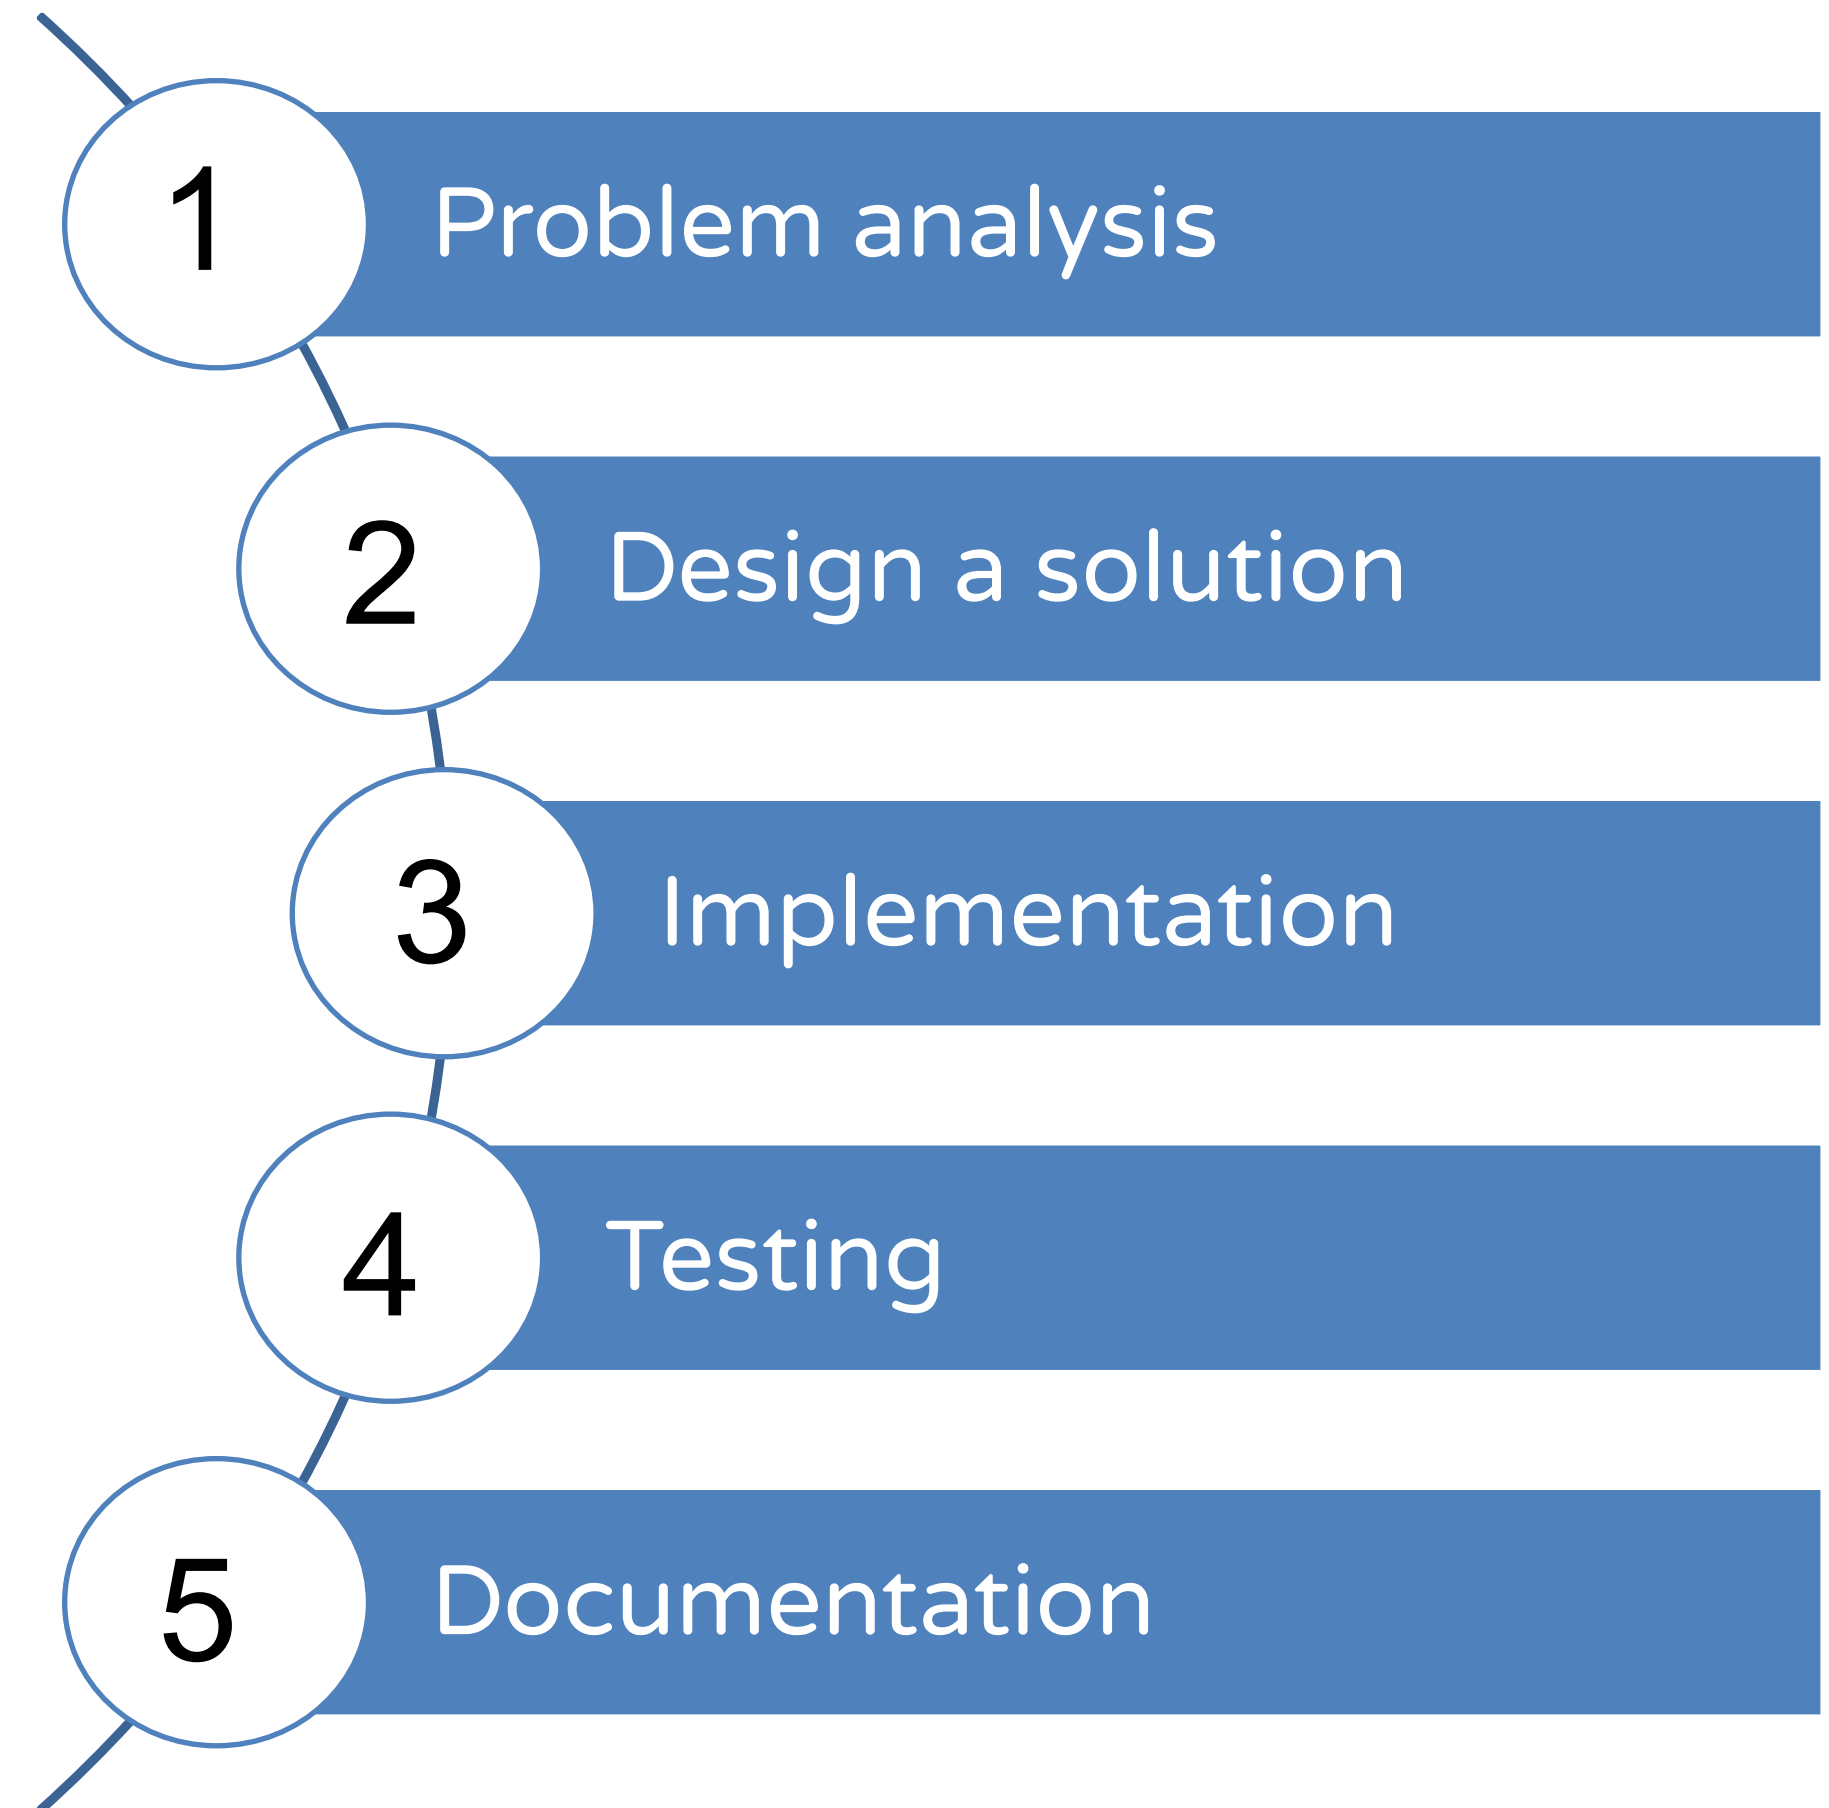 1
Problem analysis
2
Design a solution
3
Implementation
4
Testing
5
Documentation